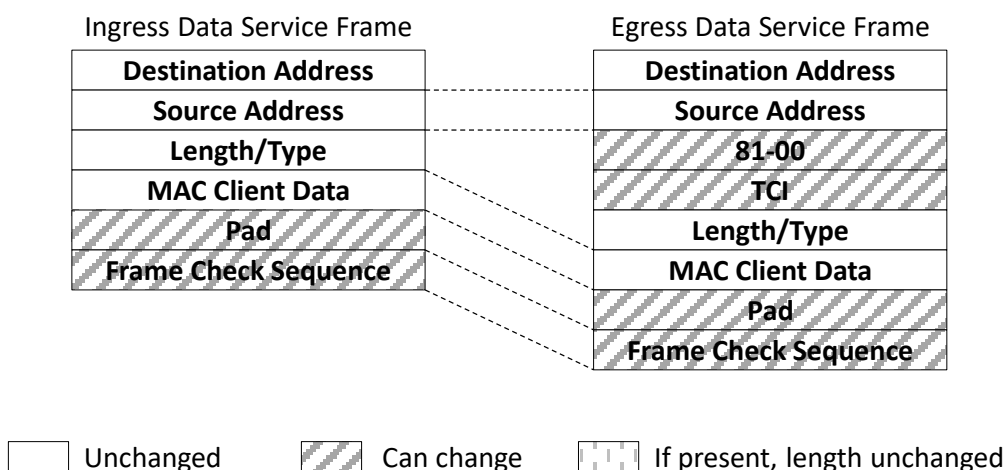 Ingress Data Service Frame
Destination Address
Source Address
Length/Type
MAC Client Data
Pad
Frame Check Sequence
Egress Data Service Frame
Destination Address
Source Address
81-00
TCI
Length/Type
MAC Client Data
Pad
Frame Check Sequence
Unchanged
Can change
If present, length unchanged